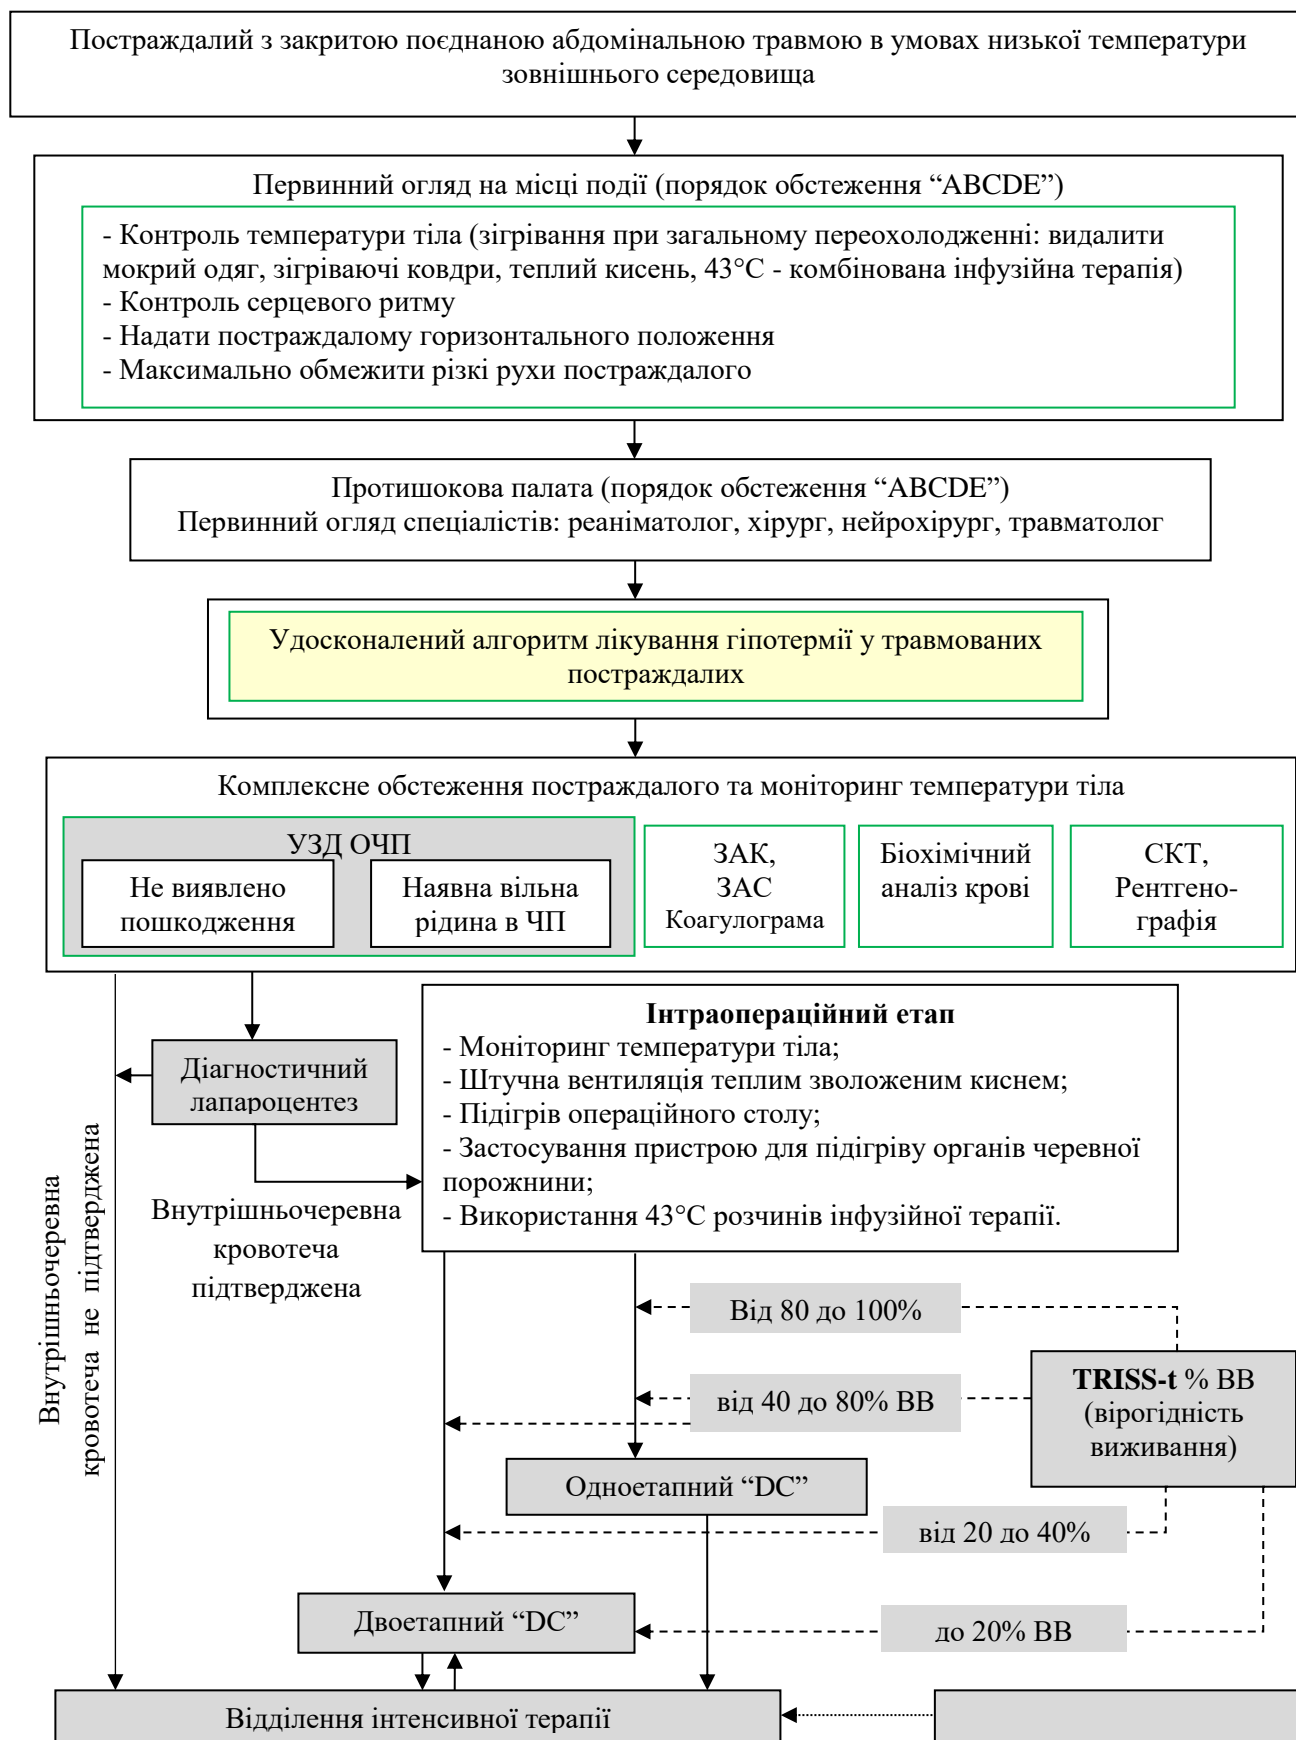 Постраждалий з закритою поєднаною абдомінальною травмою в умовах низької температури
зовнішнього середовища
Первинний огляд на місці події (порядок обстеження “ABCDE”)
- Контроль температури тіла (зігрівання при загальному переохолодженні: видалити
мокрий одяг, зігріваючі ковдри, теплий кисень, 43°С - комбінована інфузійна терапія)
- Контроль серцевого ритму
- Надати постраждалому горизонтального положення
- Максимально обмежити різкі рухи постраждалого
Протишокова палата (порядок обстеження “ABCDE”)
Первинний огляд спеціалістів: реаніматолог, хірург, нейрохірург, травматолог
Удосконалений алгоритм лікування гіпотермії у травмованих
постраждалих
Комплексне обстеження постраждалого та моніторинг температури тіла
УЗД ОЧП
Не виявлено
пошкодження
Наявна вільна
рідина в ЧП
ЗАК,
ЗАС
Коагулограма
Біохімічний
аналіз крові
СКТ,
Рентгено-
графія
Діагностичний
лапароцентез
Внутрішньочеревна
кровотеча не підтверджена
Внутрішньочеревна
кровотеча
підтверджена
Інтраопераційний етап
- Моніторинг температури тіла;
- Штучна вентиляція теплим зволоженим киснем;
- Підігрів операційного столу;
- Застосування пристрою для підігріву органів черевної
порожнини;
- Використання 43°С розчинів інфузійної терапії.
Від 80 до 100%
від 40 до 80% ВВ
TRISS-t % ВВ
(вірогідність
виживання)
Одноетапний “DC”
від 20 до 40%
Двоетапний “DC”
до 20% ВВ
Відділення інтенсивної терапії